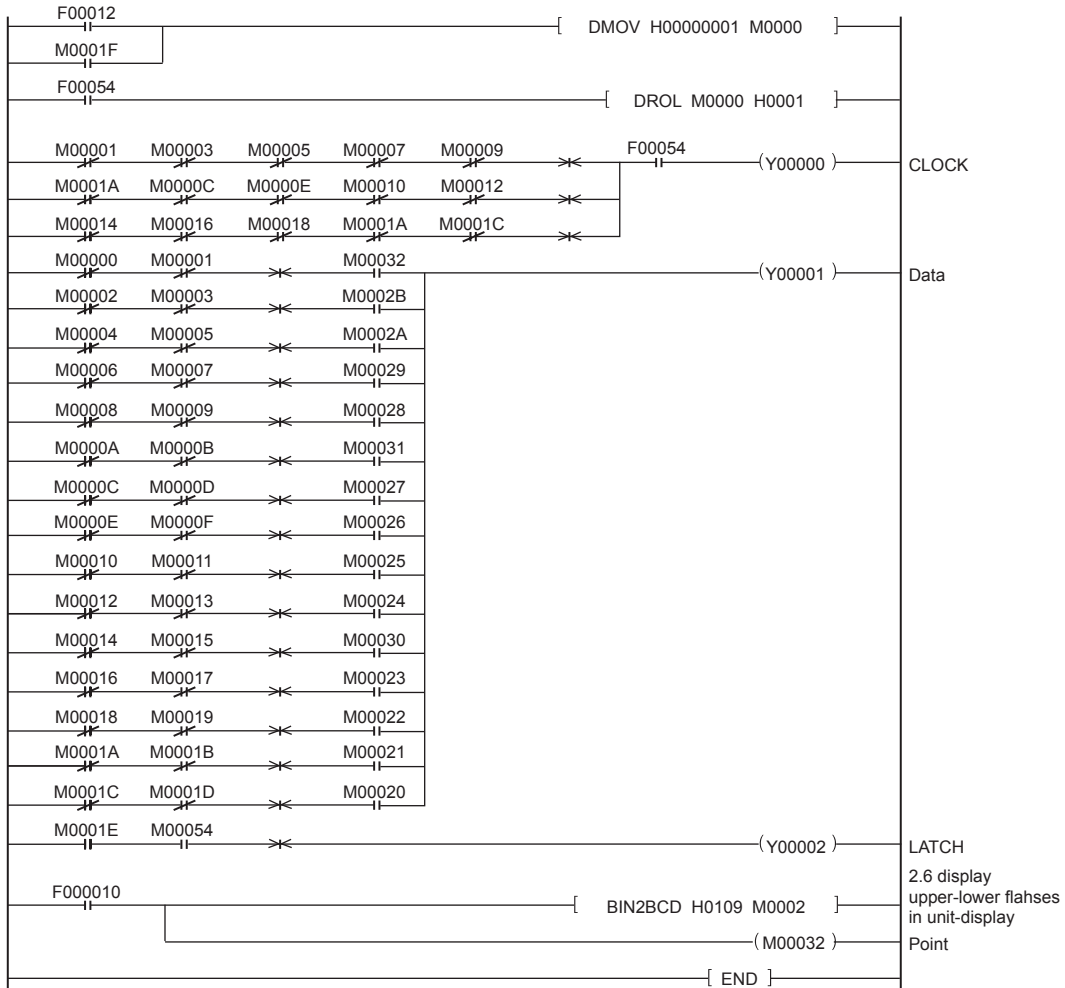 F00012
[ DMOV H00000001 M0000 ]
M0001F
F00054
[ DROL M0000 H0001 ]
M00001 M00003 M00005 M00007 M00009 F00054 (Y00000) CLOCK
M0001A M0000C M0000E M00010 M00012
M00014 M00016 M00018 M0001A M0001C
M00000 M00001 M00032 (Y00001) Data
M00002 M00003 M0002B
M00004 M00005 M0002A
M00006 M00007 M00029
M00008 M00009 M00028
M0000A M0000B M00031
M0000C M0000D M00027
M0000E M0000F M00026
M00010 M00011 M00025
M00012 M00013 M00024
M00014 M00015 M00030
M00016 M00017 M00023
M00018 M00019 M00022
M0001A M0001B M00021
M0001C M0001D M00020
M0001E M00054 (Y00002) LATCH
2.6 display
upper-lower flahses
in unit-display
F000010
[ BIN2BCD H0109 M0002 ]
(M00032) Point
[ END ]